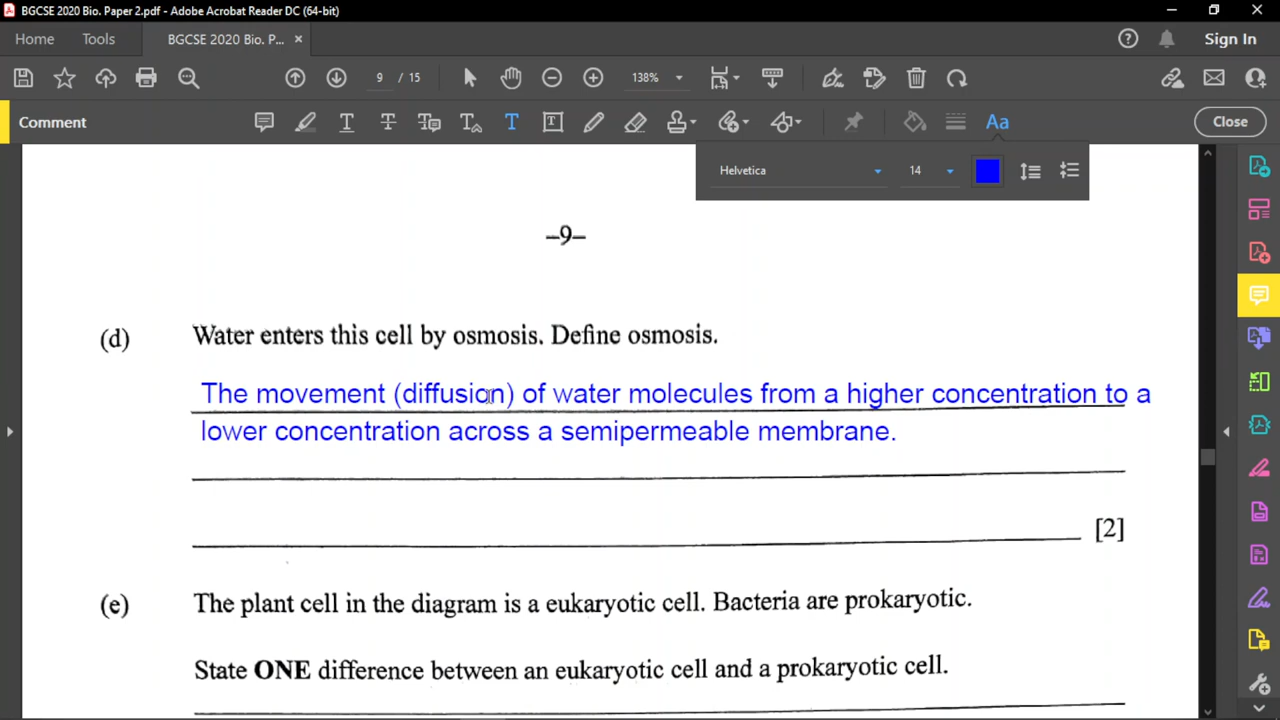 BGCSE 2020 Bio. Paper 2.pdf - Adobe Acrobat Reader DC (64-bit)
Home Tools BGCSE 2020 Bio. P... × Sign In
9 / 15 138%
Comment Aa Close
Helvetica 14
–9–
(d) Water enters this cell by osmosis. Define osmosis.
The movement (diffusion) of water molecules from a higher concentration to a
lower concentration across a semipermeable membrane.
[2]
(e) The plant cell in the diagram is a eukaryotic cell. Bacteria are prokaryotic.
State ONE difference between an eukaryotic cell and a prokaryotic cell.